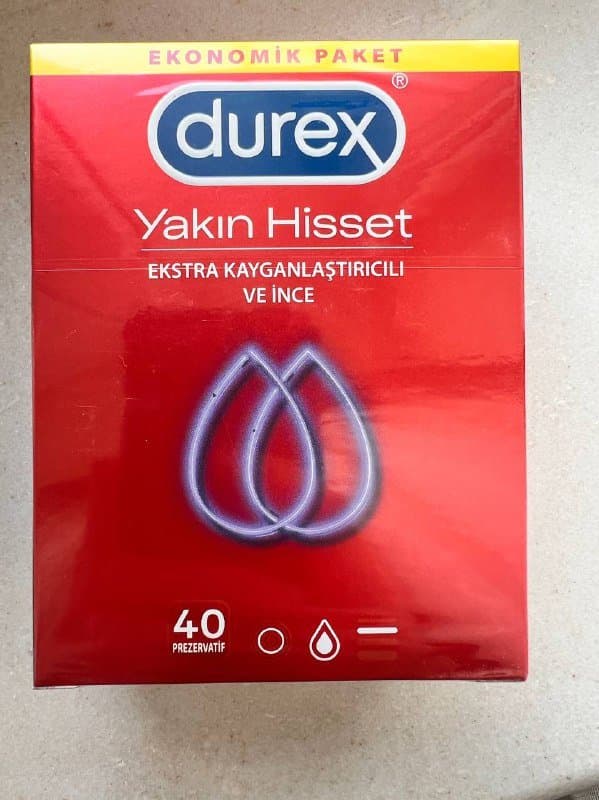 EKONOMİK PAKET
durex®
Yakın Hisset
EKSTRA KAYGANLAŞTIRICILI
VE İNCE
40
PREZERVATİF